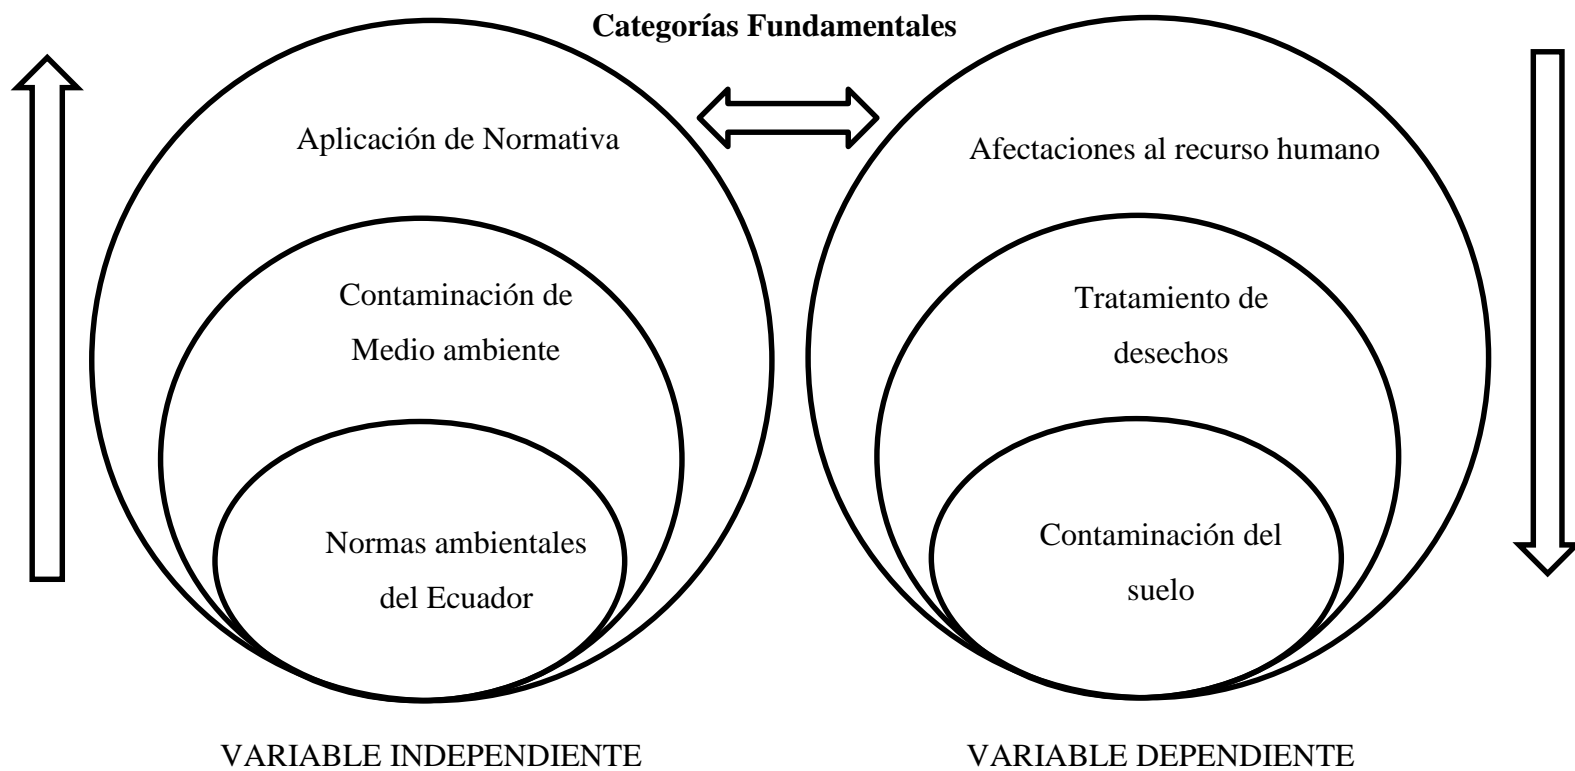 Categorías Fundamentales
Aplicación de Normativa
Contaminación de
Medio ambiente
Normas ambientales
del Ecuador
VARIABLE INDEPENDIENTE
Afectaciones al recurso humano
Tratamiento de
desechos
Contaminación del
suelo
VARIABLE DEPENDIENTE